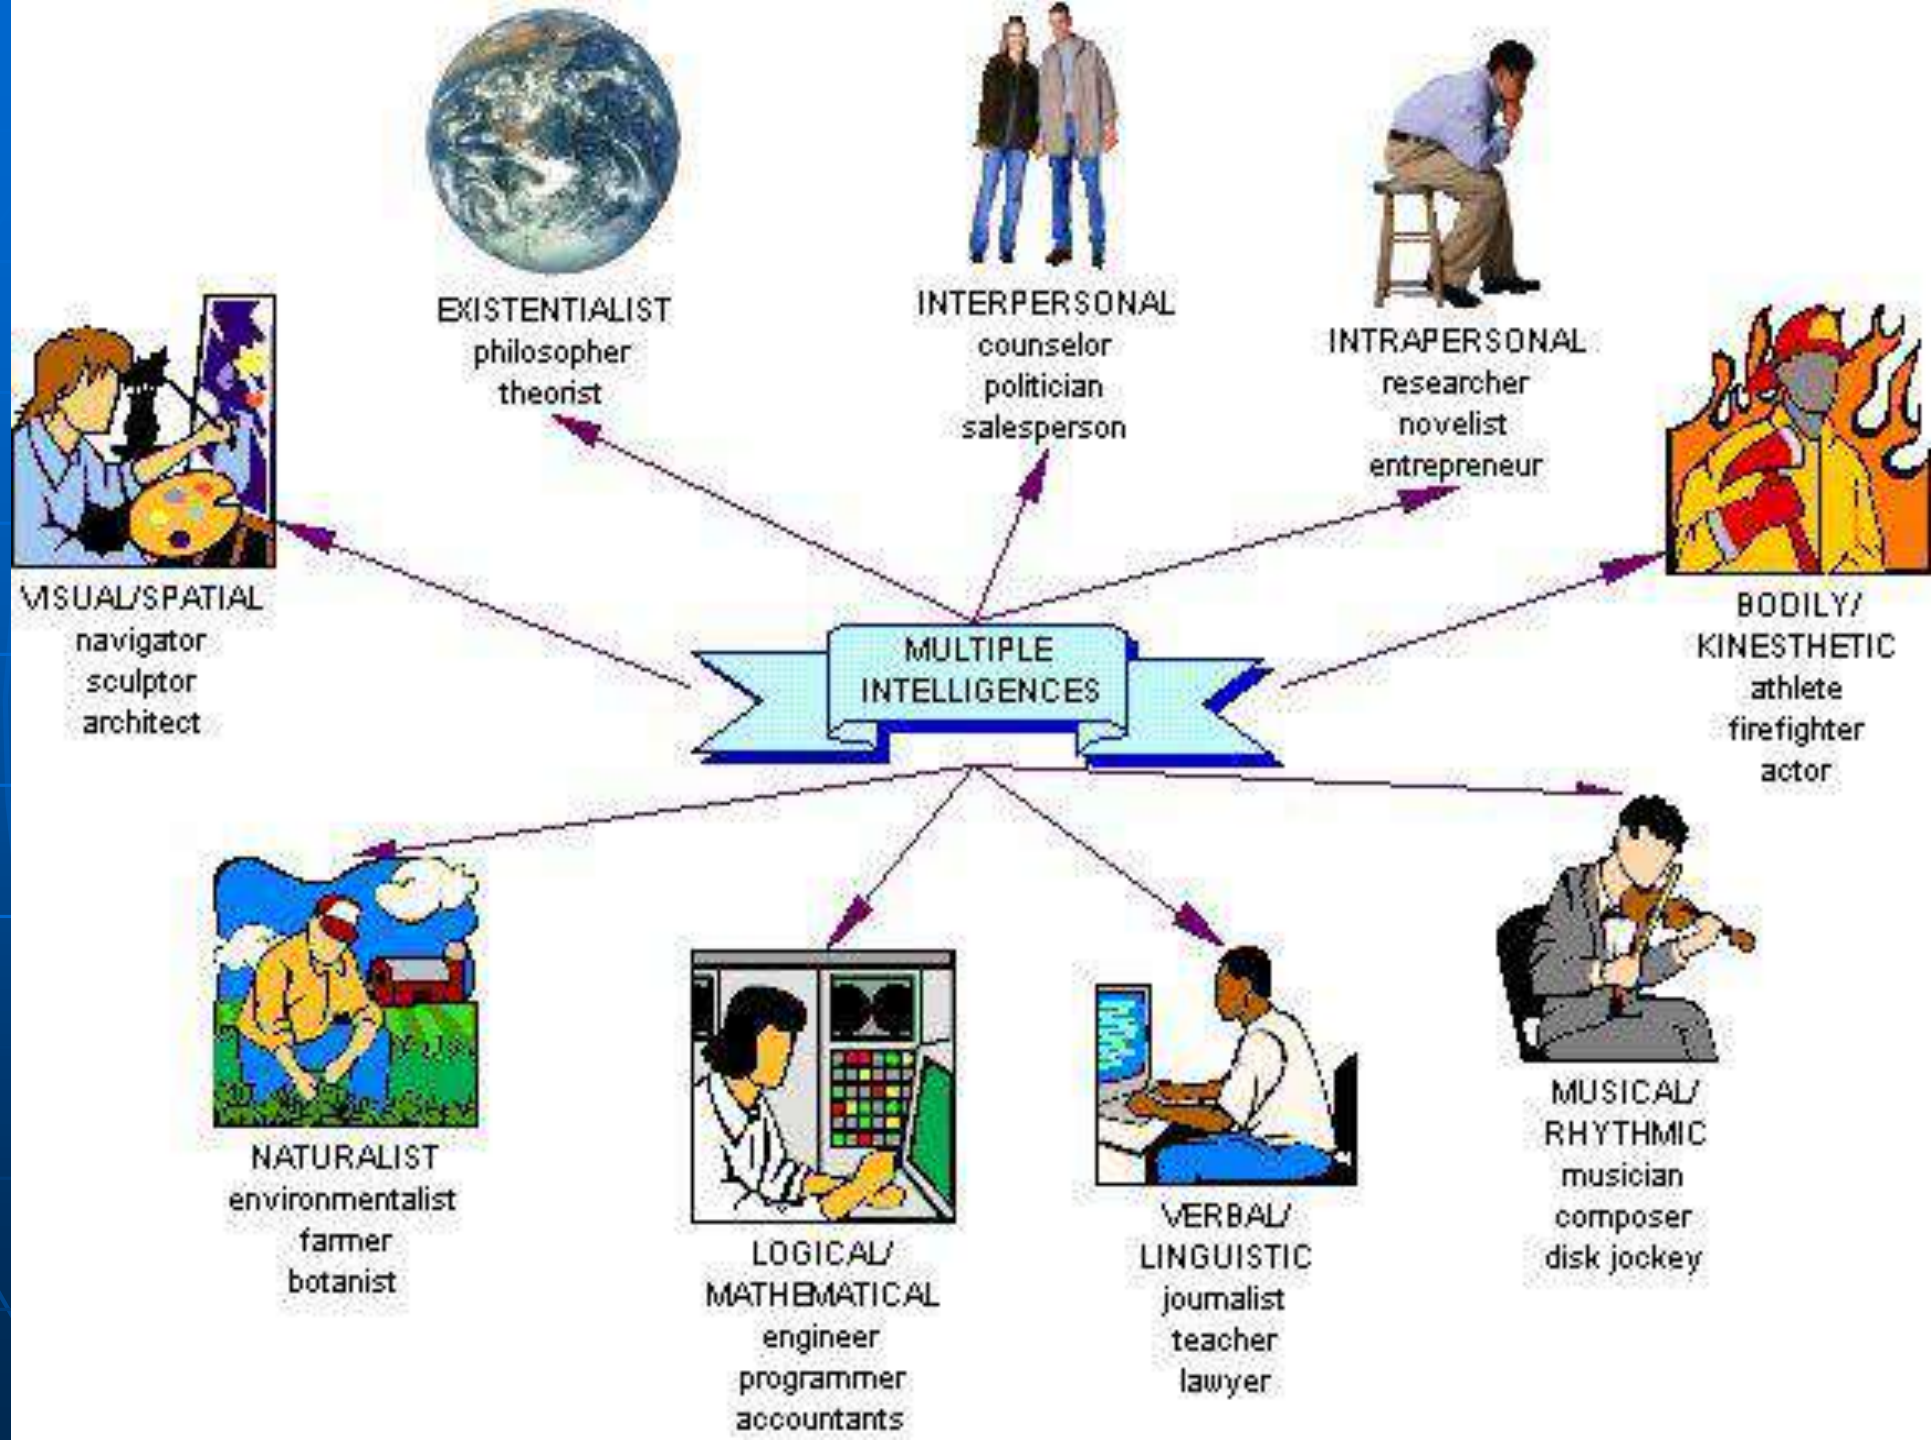 EXISTENTIALIST
philosopher
theorist
INTERPERSONAL
counselor
politician
salesperson
INTRAPERSONAL
researcher
novelist
entrepreneur
VISUAL/SPATIAL
navigator
sculptor
architect
MULTIPLE
INTELLIGENCES
BODILY/
KINESTHETIC
athlete
firefighter
actor
NATURALIST
environmentalist
farmer
botanist
LOGICAL/
MATHEMATICAL
engineer
programmer
accountants
VERBAL/
LINGUISTIC
journalist
teacher
lawyer
MUSICAL/
RHYTHMIC
musician
composer
disk jockey